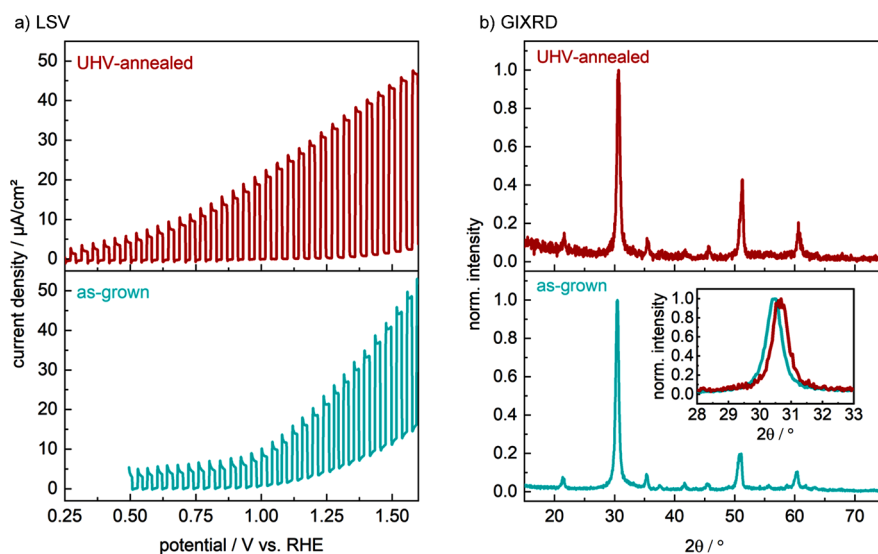 a) LSV
b) GIXRD
50
40
30
20
10
0
UHV-annealed
50
40
30
20
10
0
as-grown
current density / µA/cm²
0.25 0.50 0.75 1.00 1.25 1.50
potential / V vs. RHE
1.0
0.8
0.6
0.4
0.2
0.0
UHV-annealed
1.0
0.8
0.6
0.4
0.2
0.0
as-grown
norm. intensity
1.0
0.8
0.6
0.4
0.2
0.0
norm. intensity
28 29 30 31 32 33
2θ / °
20 30 40 50 60 70
2θ / °